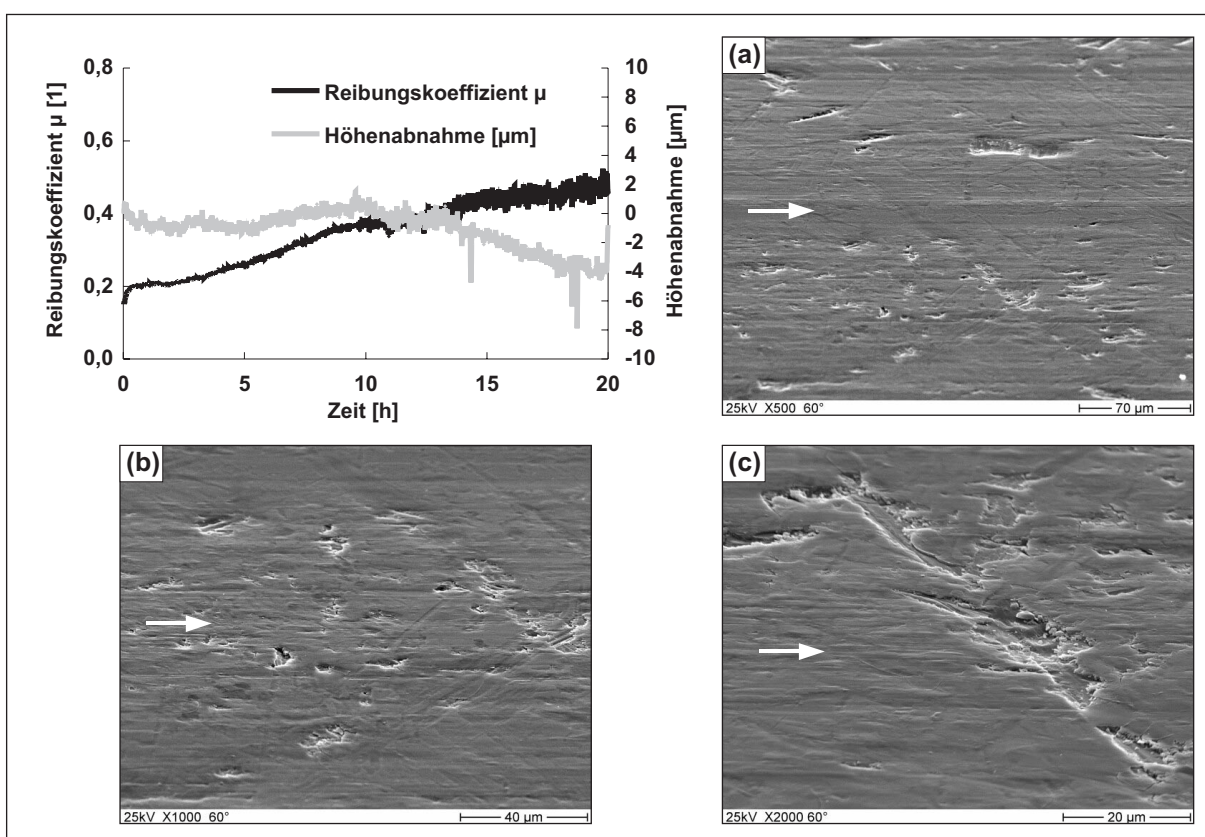 0,8
0,6
0,4
0,2
0,0
Reibungskoeffizient µ [1]
Reibungskoeffizient µ
Höhenabnahme [µm]
10
8
6
4
2
0
-2
-4
-6
-8
-10
Höhenabnahme [µm]
0 5 10 15 20
Zeit [h]
(a)
25kV X500 60° 70 µm
(b)
25kV X1000 60° 40 µm
(c)
25kV X2000 60° 20 µm